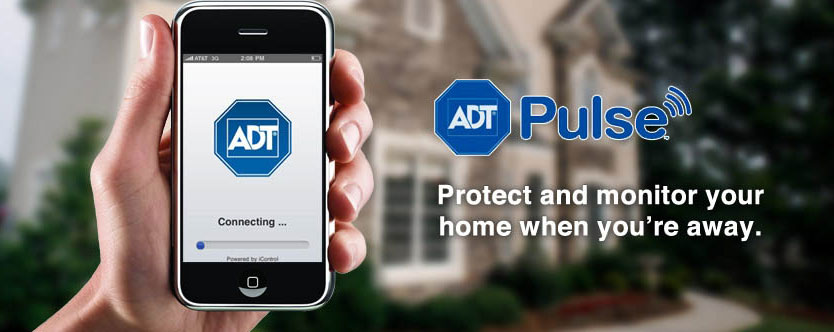 AT&T 3G 2:08 PM
ADT
Connecting ...
Powered by iControl
ADT Pulse™
Protect and monitor your
home when you're away.